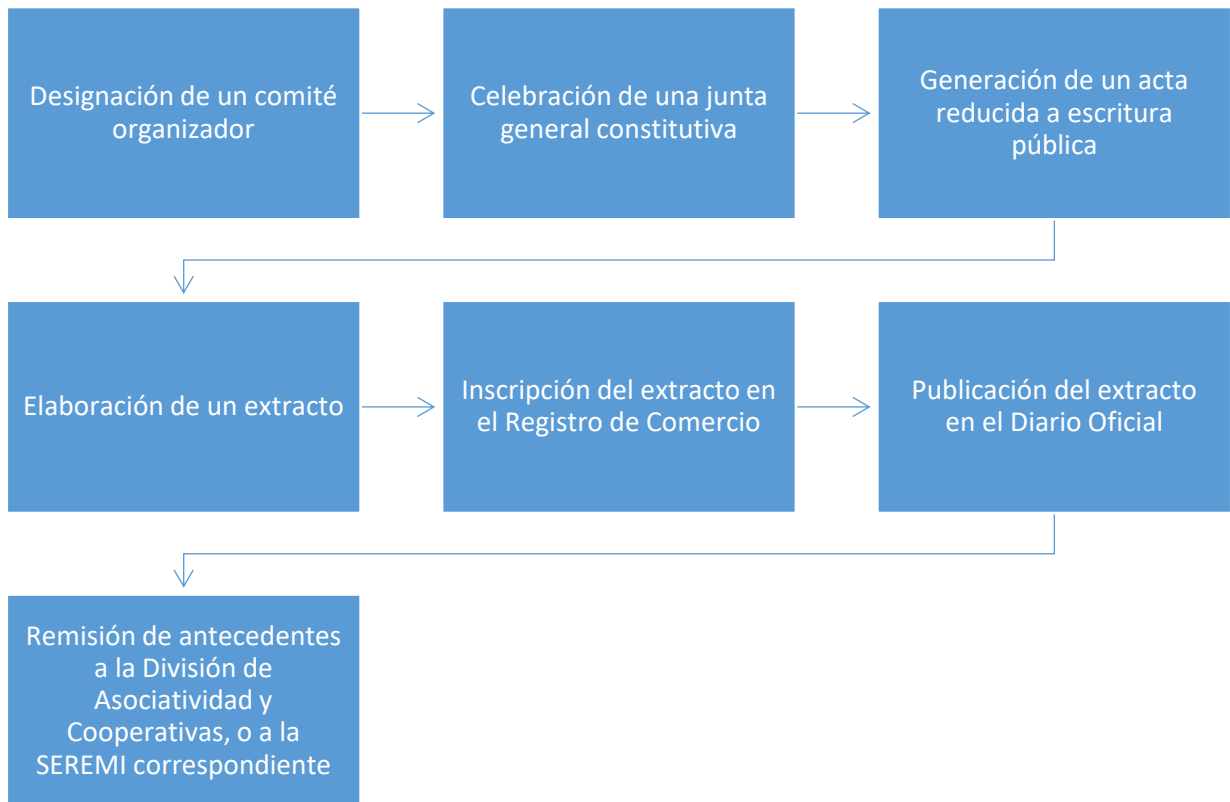 Designación de un comité
organizador
Celebración de una junta
general constitutiva
Generación de un acta
reducida a escritura
pública
Elaboración de un extracto
Inscripción del extracto en
el Registro de Comercio
Publicación del extracto
en el Diario Oficial
Remisión de antecedentes
a la División de
Asociatividad y
Cooperativas, o a la
SEREMI correspondiente